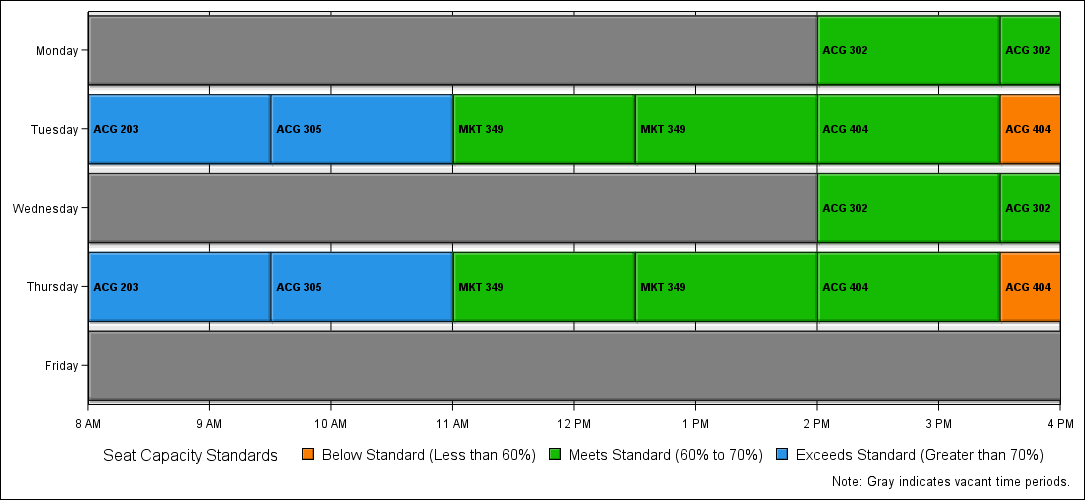 Monday
ACG 302
ACG 302
Tuesday
ACG 203
ACG 305
MKT 349
MKT 349
ACG 404
ACG 404
Wednesday
ACG 302
ACG 302
Thursday
ACG 203
ACG 305
MKT 349
MKT 349
ACG 404
ACG 404
Friday
8 AM 9 AM 10 AM 11 AM 12 PM 1 PM 2 PM 3 PM 4 PM
Seat Capacity Standards Below Standard (Less than 60%) Meets Standard (60% to 70%) Exceeds Standard (Greater than 70%)
Note: Gray indicates vacant time periods.